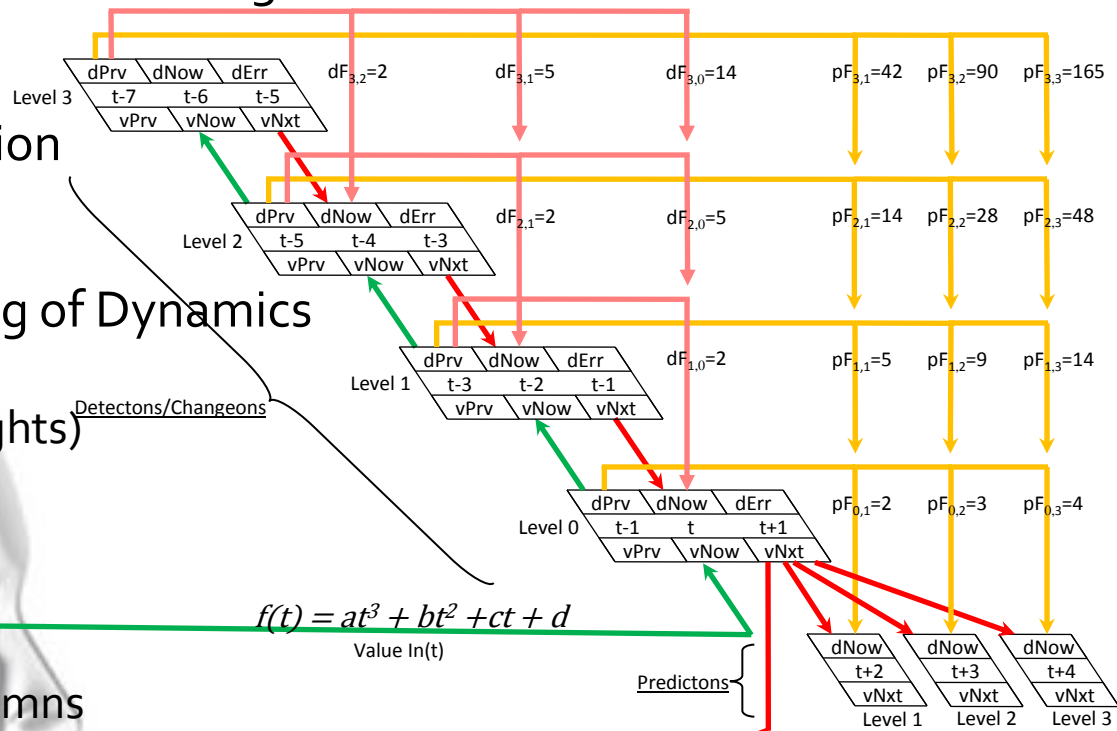 dPrv dNow dErr
dF3,2=2 dF3,1=5 dF3,0=14 pF3,1=42 pF3,2=90 pF3,3=165
Level 3 t-7 t-6 t-5
vPrv vNow vNxt
ion
dPrv dNow dErr
dF2,1=2 dF2,0=5 pF2,1=14 pF2,2=28 pF2,3=48
Level 2 t-5 t-4 t-3
vPrv vNow vNxt
g of Dynamics
dPrv dNow dErr
dF1,0=2 pF1,1=5 pF1,2=9 pF1,3=14
Level 1 t-3 t-2 t-1
vPrv vNow vNxt
Detectons/Changeons
ghts)
dPrv dNow dErr
pF0,1=2 pF0,2=3 pF0,3=4
Level 0 t-1 t t+1
vPrv vNow vNxt
f(t) = at³ + bt² +ct + d
Value In(t)
dNow dNow dNow
t+2 t+3 t+4
Predictons
vNxt vNxt vNxt
Level 1 Level 2 Level 3
mns